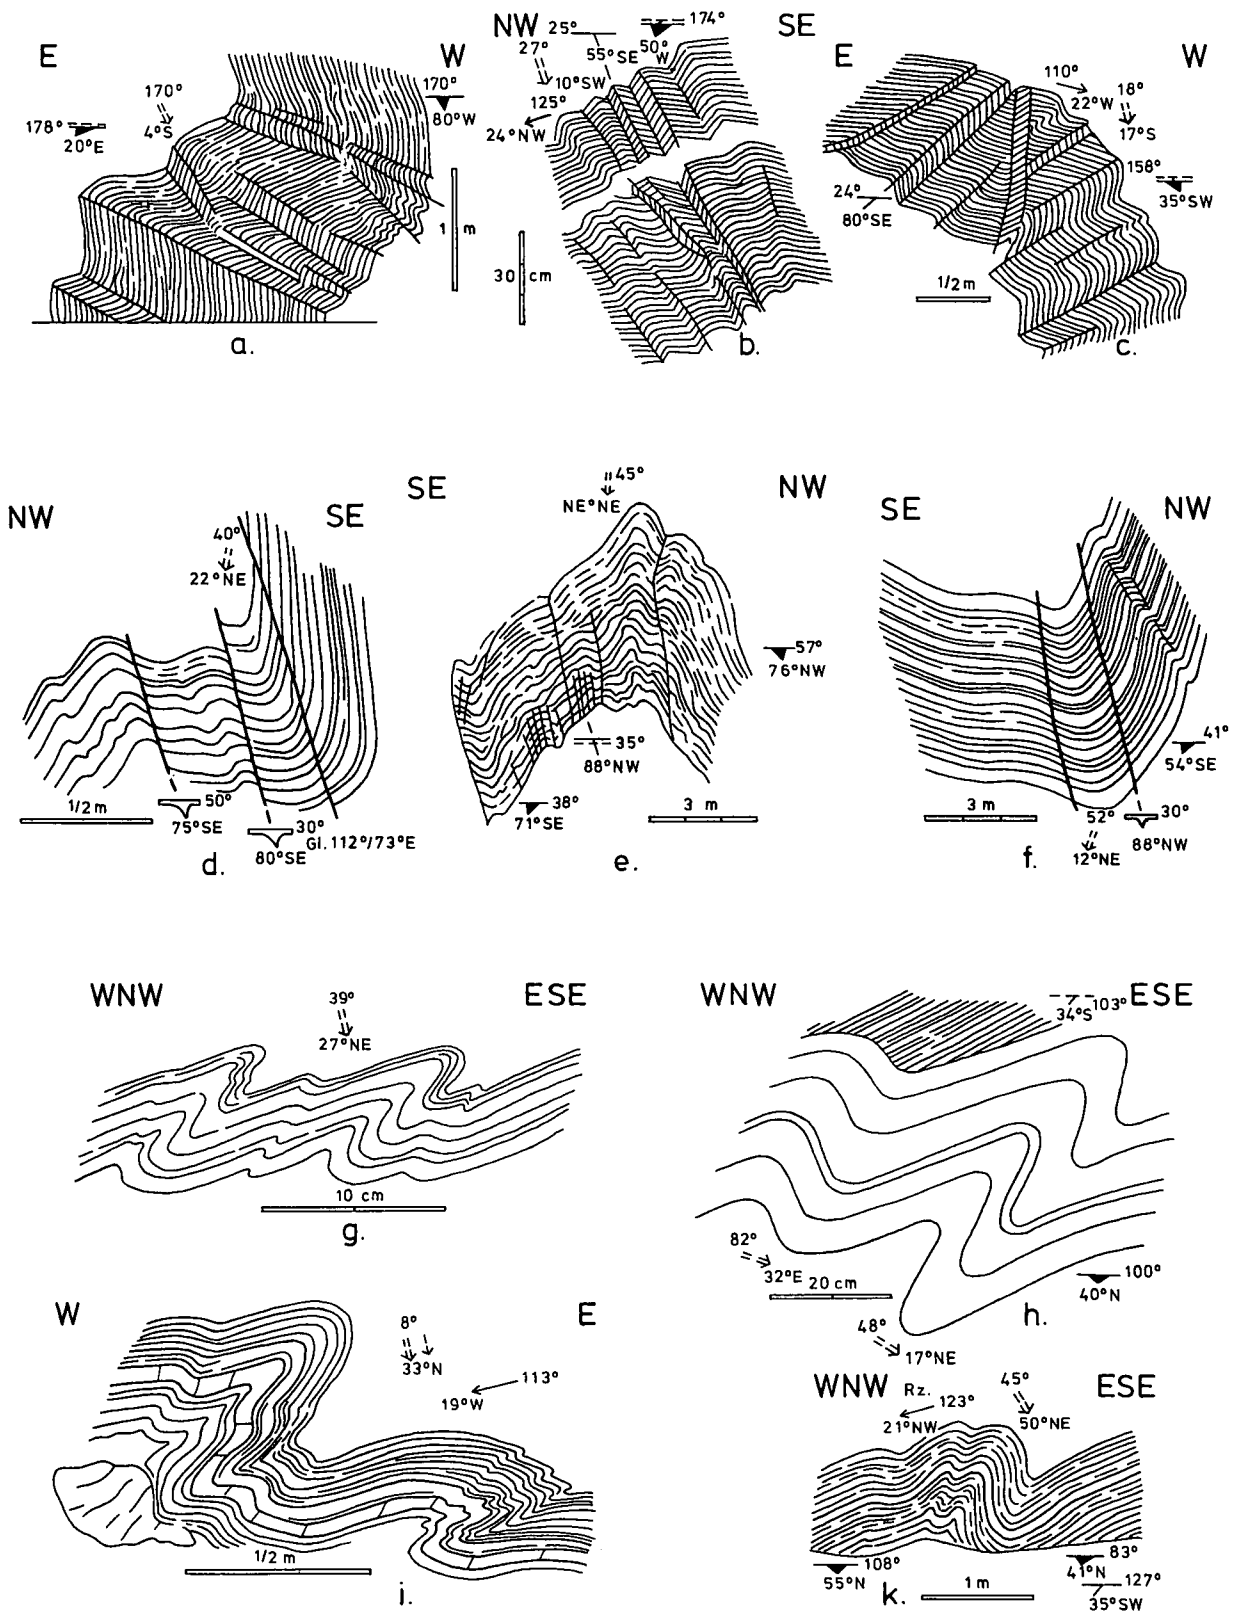 E
W
170°
4°S
178°
20°E
170°
80°W
1 m
a.
NW
SE
25°
55°SE
174°
50°
W
27°
10°SW
125°
24°NW
30 cm
b.
E
W
110°
22°W
18°
17°S
158°
35°SW
24°
80°SE
1/2 m
c.
NW
SE
40°
22°NE
1/2 m
50°
75°SE
30°
80°SE
Gl. 112°/73°E
d.
SE
NW
45°
NE°NE
57°
76°NW
35°
88°NW
38°
71°SE
3 m
e.
SE
NW
41°
54°SE
3 m
52°
12°NE
30°
88°NW
f.
WNW
ESE
39°
27°NE
10 cm
g.
WNW
ESE
103°
34°S
82°
32°E
20 cm
100°
40°N
h.
W
E
8°
33°N
113°
19°W
1/2 m
i.
48°
17°NE
WNW
ESE
Rz.
123°
21°NW
45°
50°NE
108°
55°N
83°
41°N
127°
35°SW
1 m
k.